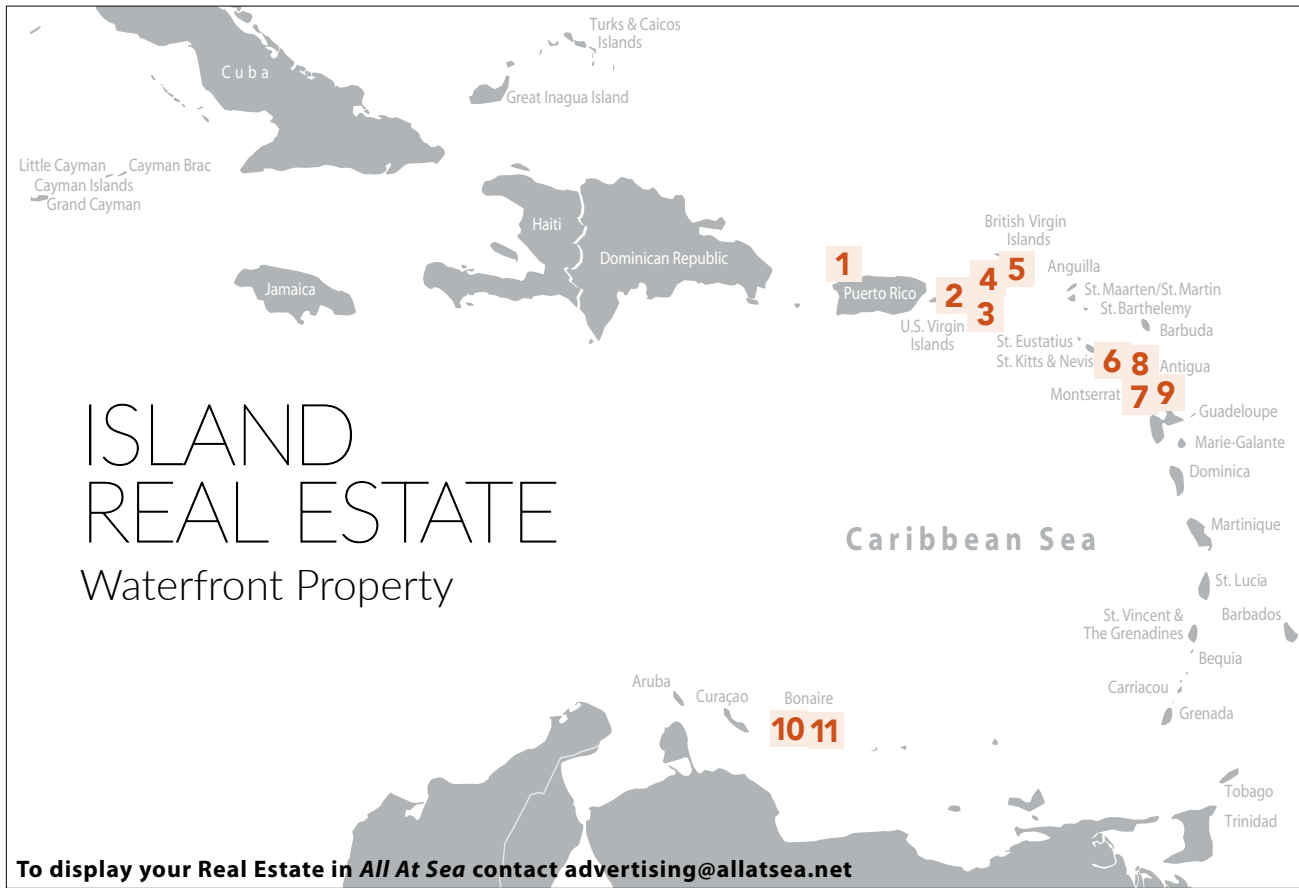 Turks & Caicos
Islands
Cuba
Great Inagua Island
Little Cayman
Cayman Brac
Cayman Islands
Grand Cayman
Haiti
Dominican Republic
Jamaica
British Virgin
Islands
1
Puerto Rico
2
4
5
3
U.S. Virgin
Islands
Anguilla
St. Maarten/St. Martin
St. Barthelemy
Barbuda
St. Eustatius
St. Kitts & Nevis
6
8
Antigua
Montserrat
7
9
Guadeloupe
Marie-Galante
Dominica
ISLAND
REAL ESTATE
Waterfront Property
Caribbean Sea
Martinique
St. Lucia
St. Vincent &
The Grenadines
Barbados
Bequia
Carriacou
Grenada
Aruba
Curaçao
Bonaire
10
11
Tobago
Trinidad
To display your Real Estate in All At Sea contact advertising@allatsea.net